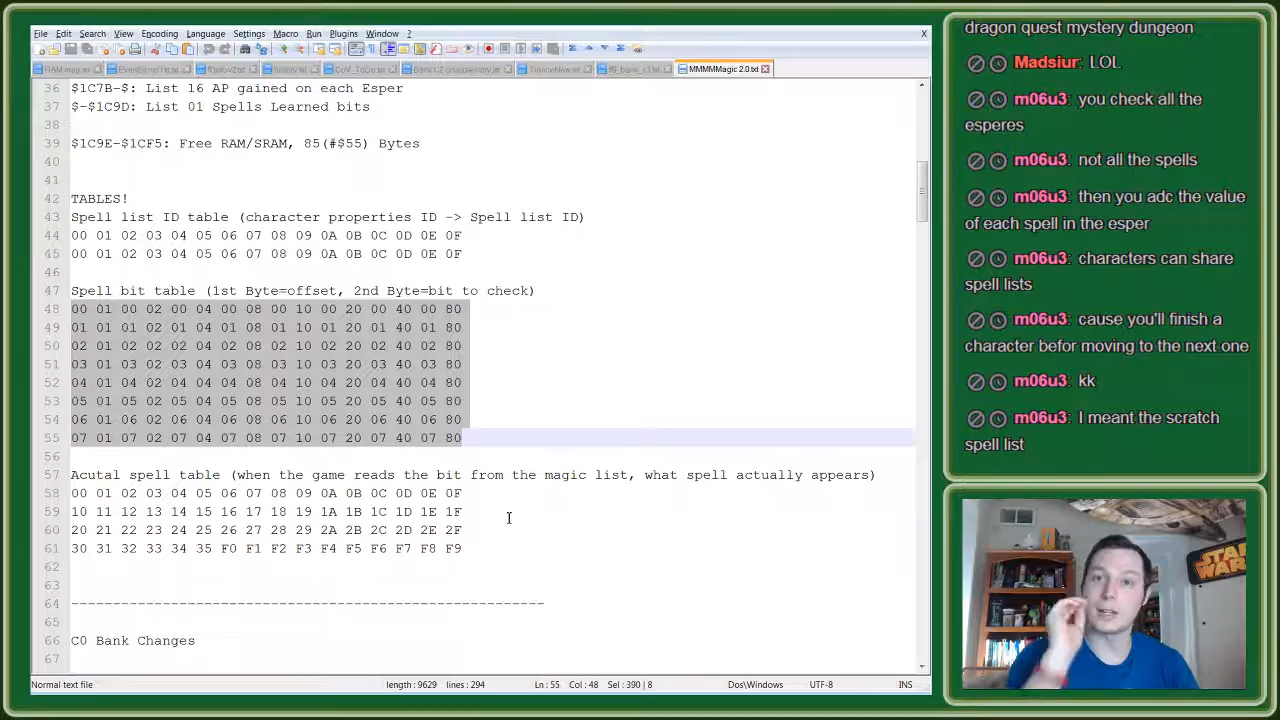 File Edit Search View Encoding Language Settings Macro Run Plugins Window ? X
RAM map.txt
CoV_ToDo.txt
Bank C2 disassembly.txt
TranceNew.txt
ff6_bank_c3.txt
MMMMMagic 2.0.txt
36 $1C7B-$: List 16 AP gained on each Esper
37 $-$1C9D: List 01 Spells Learned bits
38
39 $1C9E-$1CF5: Free RAM/SRAM, 85(#$55) Bytes
40
41
42 TABLES!
43 Spell list ID table (character properties ID -> Spell list ID)
44 00 01 02 03 04 05 06 07 08 09 0A 0B 0C 0D 0E 0F
45 00 01 02 03 04 05 06 07 08 09 0A 0B 0C 0D 0E 0F
46
47 Spell bit table (1st Byte=offset, 2nd Byte=bit to check)
48 00 01 00 02 00 04 00 08 00 10 00 20 00 40 00 80
49 01 01 01 02 01 04 01 08 01 10 01 20 01 40 01 80
50 02 01 02 02 02 04 02 08 02 10 02 20 02 40 02 80
51 03 01 03 02 03 04 03 08 03 10 03 20 03 40 03 80
52 04 01 04 02 04 04 04 08 04 10 04 20 04 40 04 80
53 05 01 05 02 05 04 05 08 05 10 05 20 05 40 05 80
54 06 01 06 02 06 04 06 08 06 10 06 20 06 40 06 80
55 07 01 07 02 07 04 07 08 07 10 07 20 07 40 07 80
56
57 Acutal spell table (when the game reads the bit from the magic list, what spell actually appears)
58 00 01 02 03 04 05 06 07 08 09 0A 0B 0C 0D 0E 0F
59 10 11 12 13 14 15 16 17 18 19 1A 1B 1C 1D 1E 1F
60 20 21 22 23 24 25 26 27 28 29 2A 2B 2C 2D 2E 2F
61 30 31 32 33 34 35 F0 F1 F2 F3 F4 F5 F6 F7 F8 F9
62
63
64 ---------------------------------------------------
65
66 C0 Bank Changes
67
Normal text file length : 9629 lines : 294 Ln : 55 Col : 48 Sel : 390 | 8 Dos\Windows UTF-8 INS
dragon quest mystery dungeon
Madsiur: LOL
m06u3: you check all the
esperes
m06u3: not all the spells
m06u3: then you adc the value
of each spell in the esper
m06u3: characters can share
spell lists
m06u3: cause you'll finish a
character befor moving to the next one
m06u3: kk
m06u3: I meant the scratch
spell list
STAR
WARS